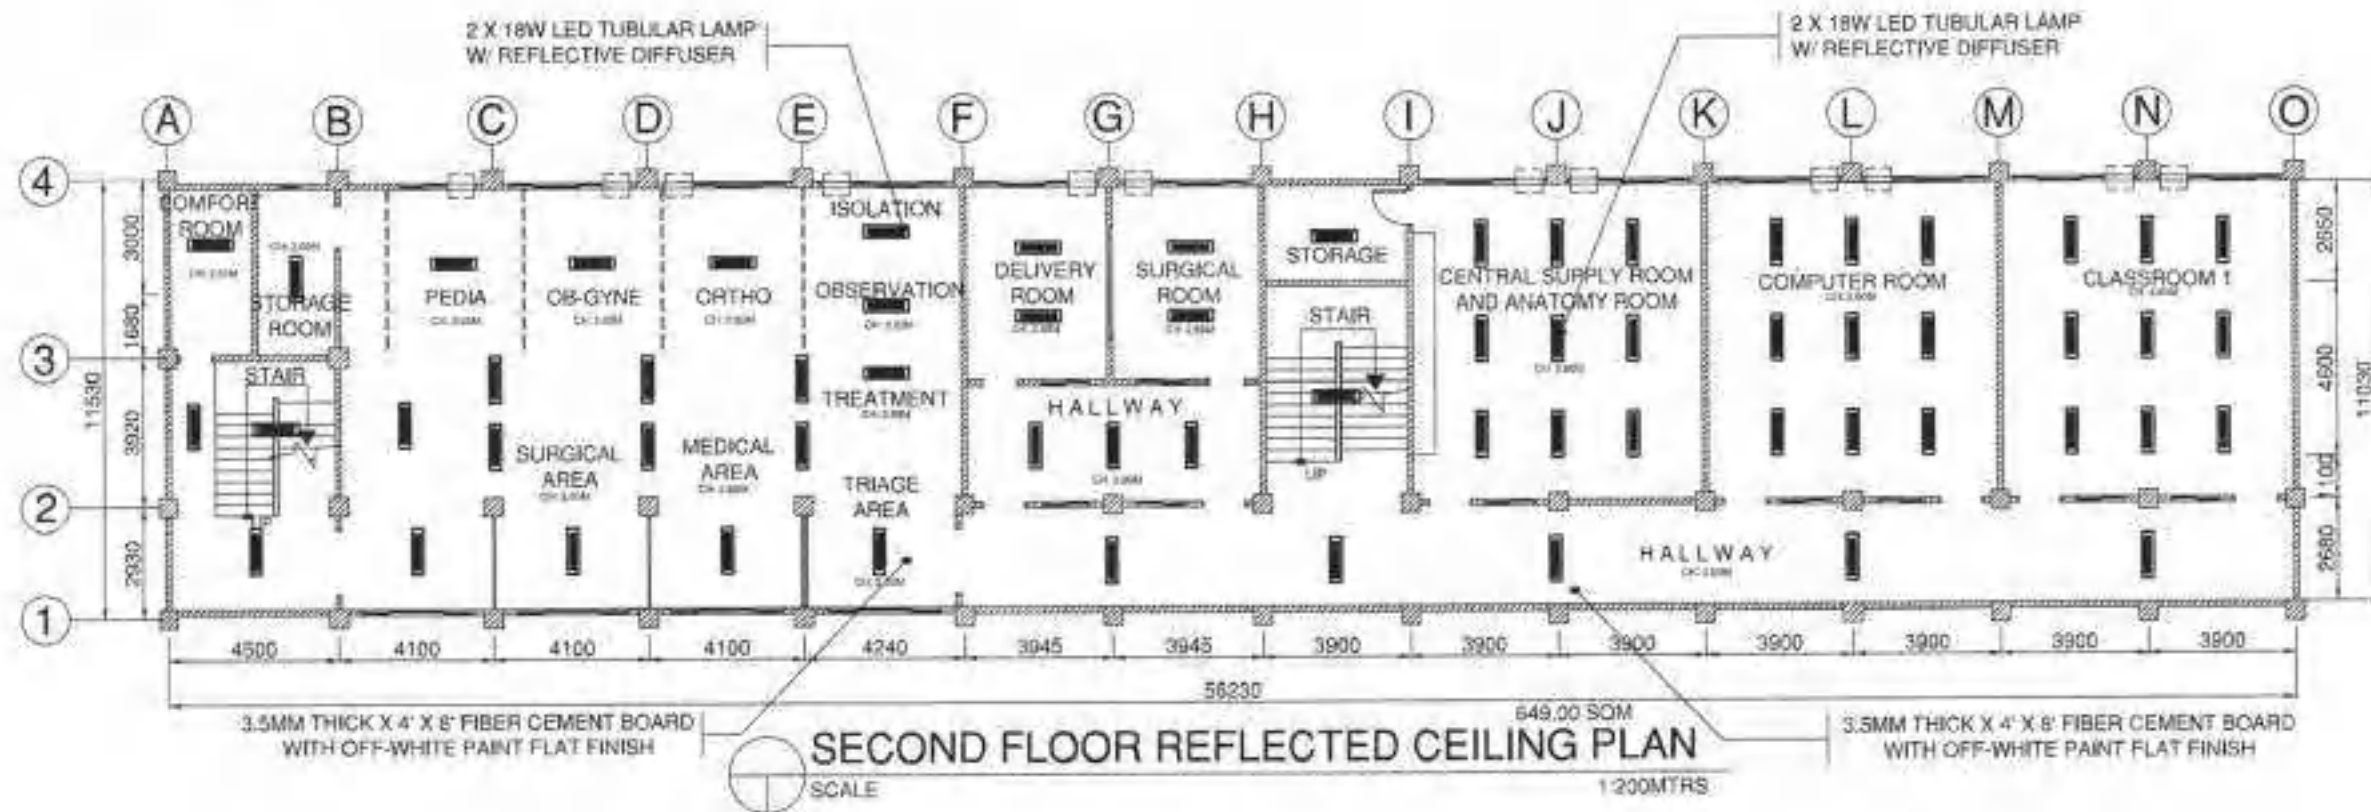 2 X 18W LED TUBULAR LAMP
W/ REFLECTIVE DIFFUSER
2 X 18W LED TUBULAR LAMP
W/ REFLECTIVE DIFFUSER
A B C D E F G H I J K L M N O
4
3
2
1
11530
3000
1680
3920
2930
COMFORT
ROOM
STORAGE
ROOM
STAIR
UP
PEDIA
OB-GYNE
ORTHO
ISOLATION
OBSERVATION
TREATMENT
SURGICAL
AREA
MEDICAL
AREA
TRIAGE
AREA
DELIVERY
ROOM
SURGICAL
ROOM
HALLWAY
STORAGE
STAIR
UP
CENTRAL SUPPLY ROOM
AND ANATOMY ROOM
COMPUTER ROOM
CLASSROOM 1
HALLWAY
2650
4600
1100
2680
11030
4500 4100 4100 4100 4240 3945 3945 3900 3900 3900 3900 3900 3900 3900
56230
649.00 SQM
3.5MM THICK X 4' X 8' FIBER CEMENT BOARD
WITH OFF-WHITE PAINT FLAT FINISH
SECOND FLOOR REFLECTED CEILING PLAN
SCALE
1:200MTRS
3.5MM THICK X 4' X 8' FIBER CEMENT BOARD
WITH OFF-WHITE PAINT FLAT FINISH